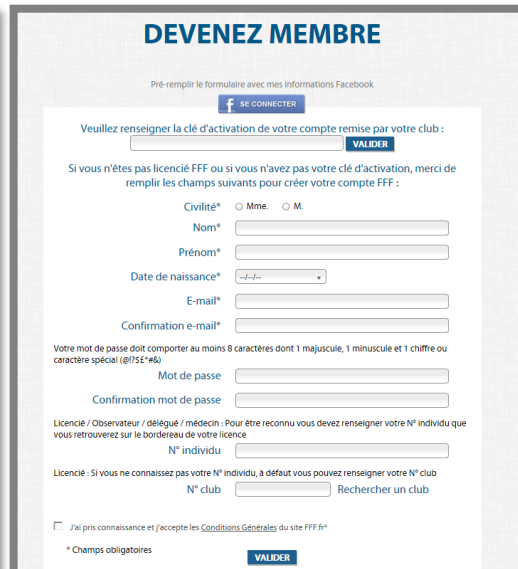 DEVENEZ MEMBRE
Pré-remplir le formulaire avec mes informations Facebook
f SE CONNECTER
Veuillez renseigner la clé d'activation de votre compte remise par votre club :
VALIDER
Si vous n'êtes pas licencié FFF ou si vous n'avez pas votre clé d'activation, merci de
remplir les champs suivants pour créer votre compte FFF :
Civilité* Mme. M.
Nom*
Prénom*
Date de naissance* --/--/--
E-mail*
Confirmation e-mail*
Votre mot de passe doit comporter au moins 8 caractères dont 1 majuscule, 1 minuscule et 1 chiffre ou
caractère spécial (@!?$£*#&)
Mot de passe
Confirmation mot de passe
Licencié / Observateur / délégué / médecin : Pour être reconnu vous devez renseigner votre N° individu que
vous retrouverez sur le bordereau de votre licence
N° individu
Licencié : Si vous ne connaissez pas votre N° individu, à défaut vous pouvez renseigner votre N° club
N° club Rechercher un club
J'ai pris connaissance et j'accepte les Conditions Générales du site FFF.fr*
* Champs obligatoires
VALIDER